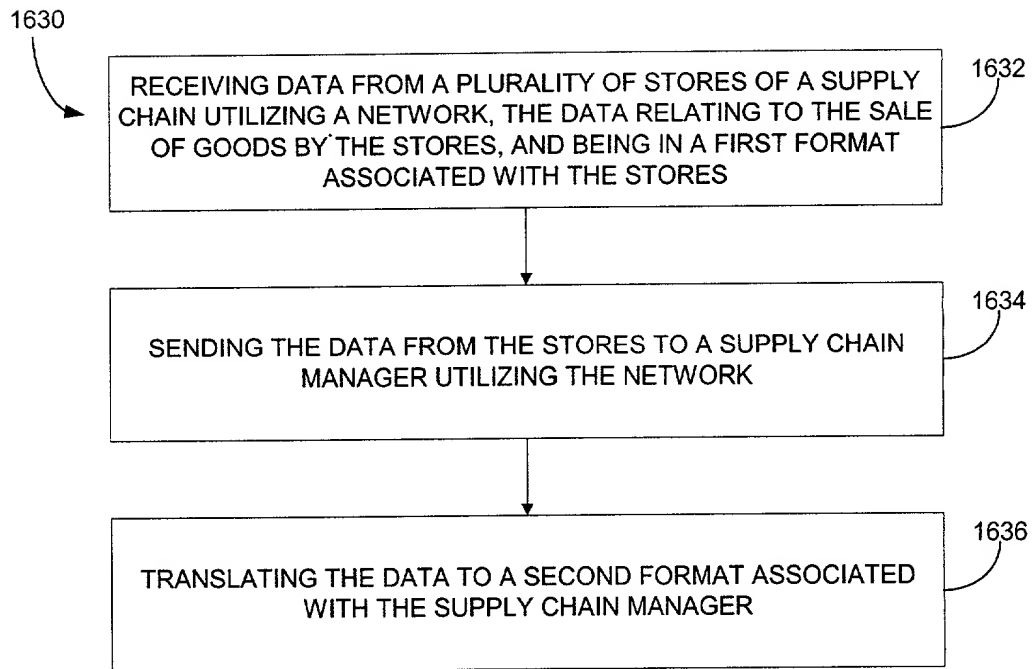 1630
RECEIVING DATA FROM A PLURALITY OF STORES OF A SUPPLY
CHAIN UTILIZING A NETWORK, THE DATA RELATING TO THE SALE
OF GOODS BY THE STORES, AND BEING IN A FIRST FORMAT
ASSOCIATED WITH THE STORES
1632
SENDING THE DATA FROM THE STORES TO A SUPPLY CHAIN
MANAGER UTILIZING THE NETWORK
1634
TRANSLATING THE DATA TO A SECOND FORMAT ASSOCIATED
WITH THE SUPPLY CHAIN MANAGER
1636